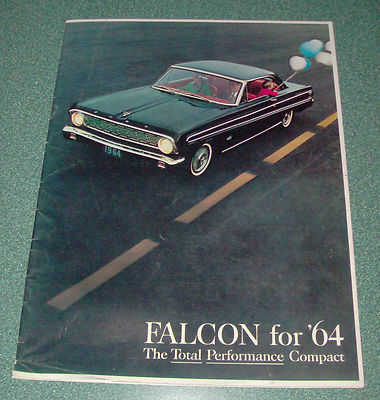 1964
FALCON for '64
The Total Performance Compact